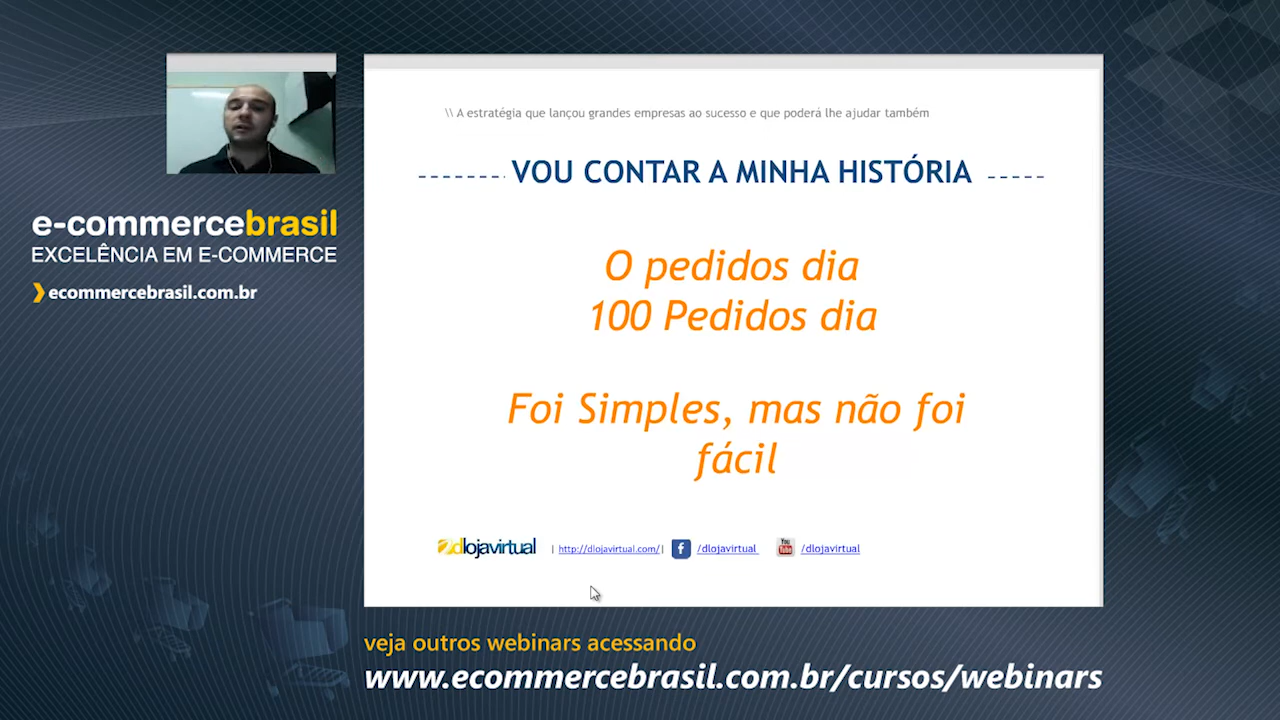 \\ A estratégia que lançou grandes empresas ao sucesso e que poderá lhe ajudar também
------- VOU CONTAR A MINHA HISTÓRIA -----
O pedidos dia
100 Pedidos dia
Foi Simples, mas não foi
fácil
dlojavirtual | http://dlojavirtual.com/| f /dlojavirtual You Tube /dlojavirtual
e-commercebrasil
EXCELÊNCIA EM E-COMMERCE
ecommercebrasil.com.br
veja outros webinars acessando
www.ecommercebrasil.com.br/cursos/webinars